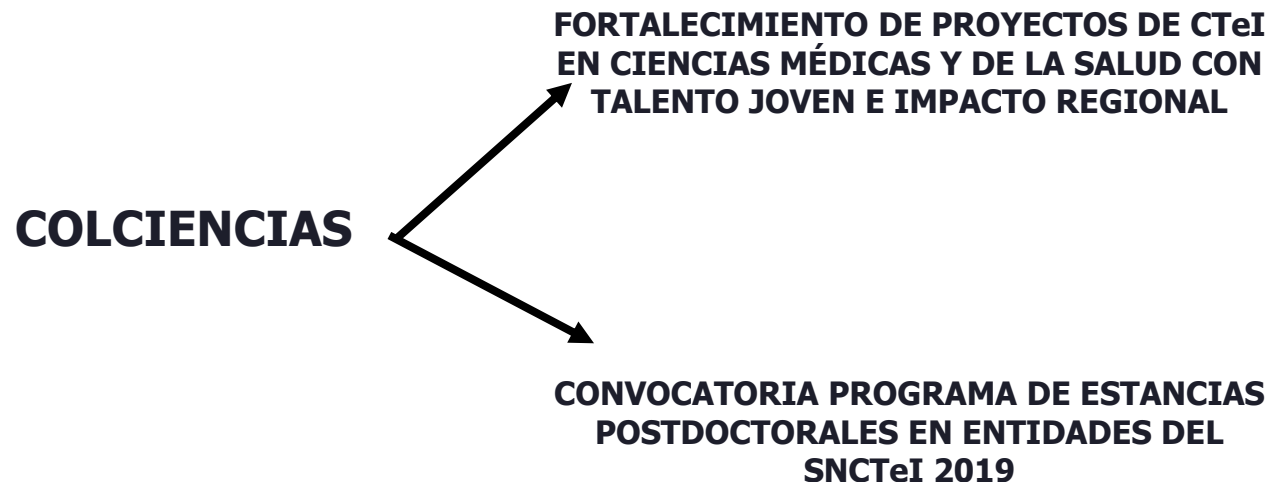 FORTALECIMIENTO DE PROYECTOS DE CTeI
EN CIENCIAS MÉDICAS Y DE LA SALUD CON
TALENTO JOVEN E IMPACTO REGIONAL
COLCIENCIAS
CONVOCATORIA PROGRAMA DE ESTANCIAS
POSTDOCTORALES EN ENTIDADES DEL
SNCTeI 2019